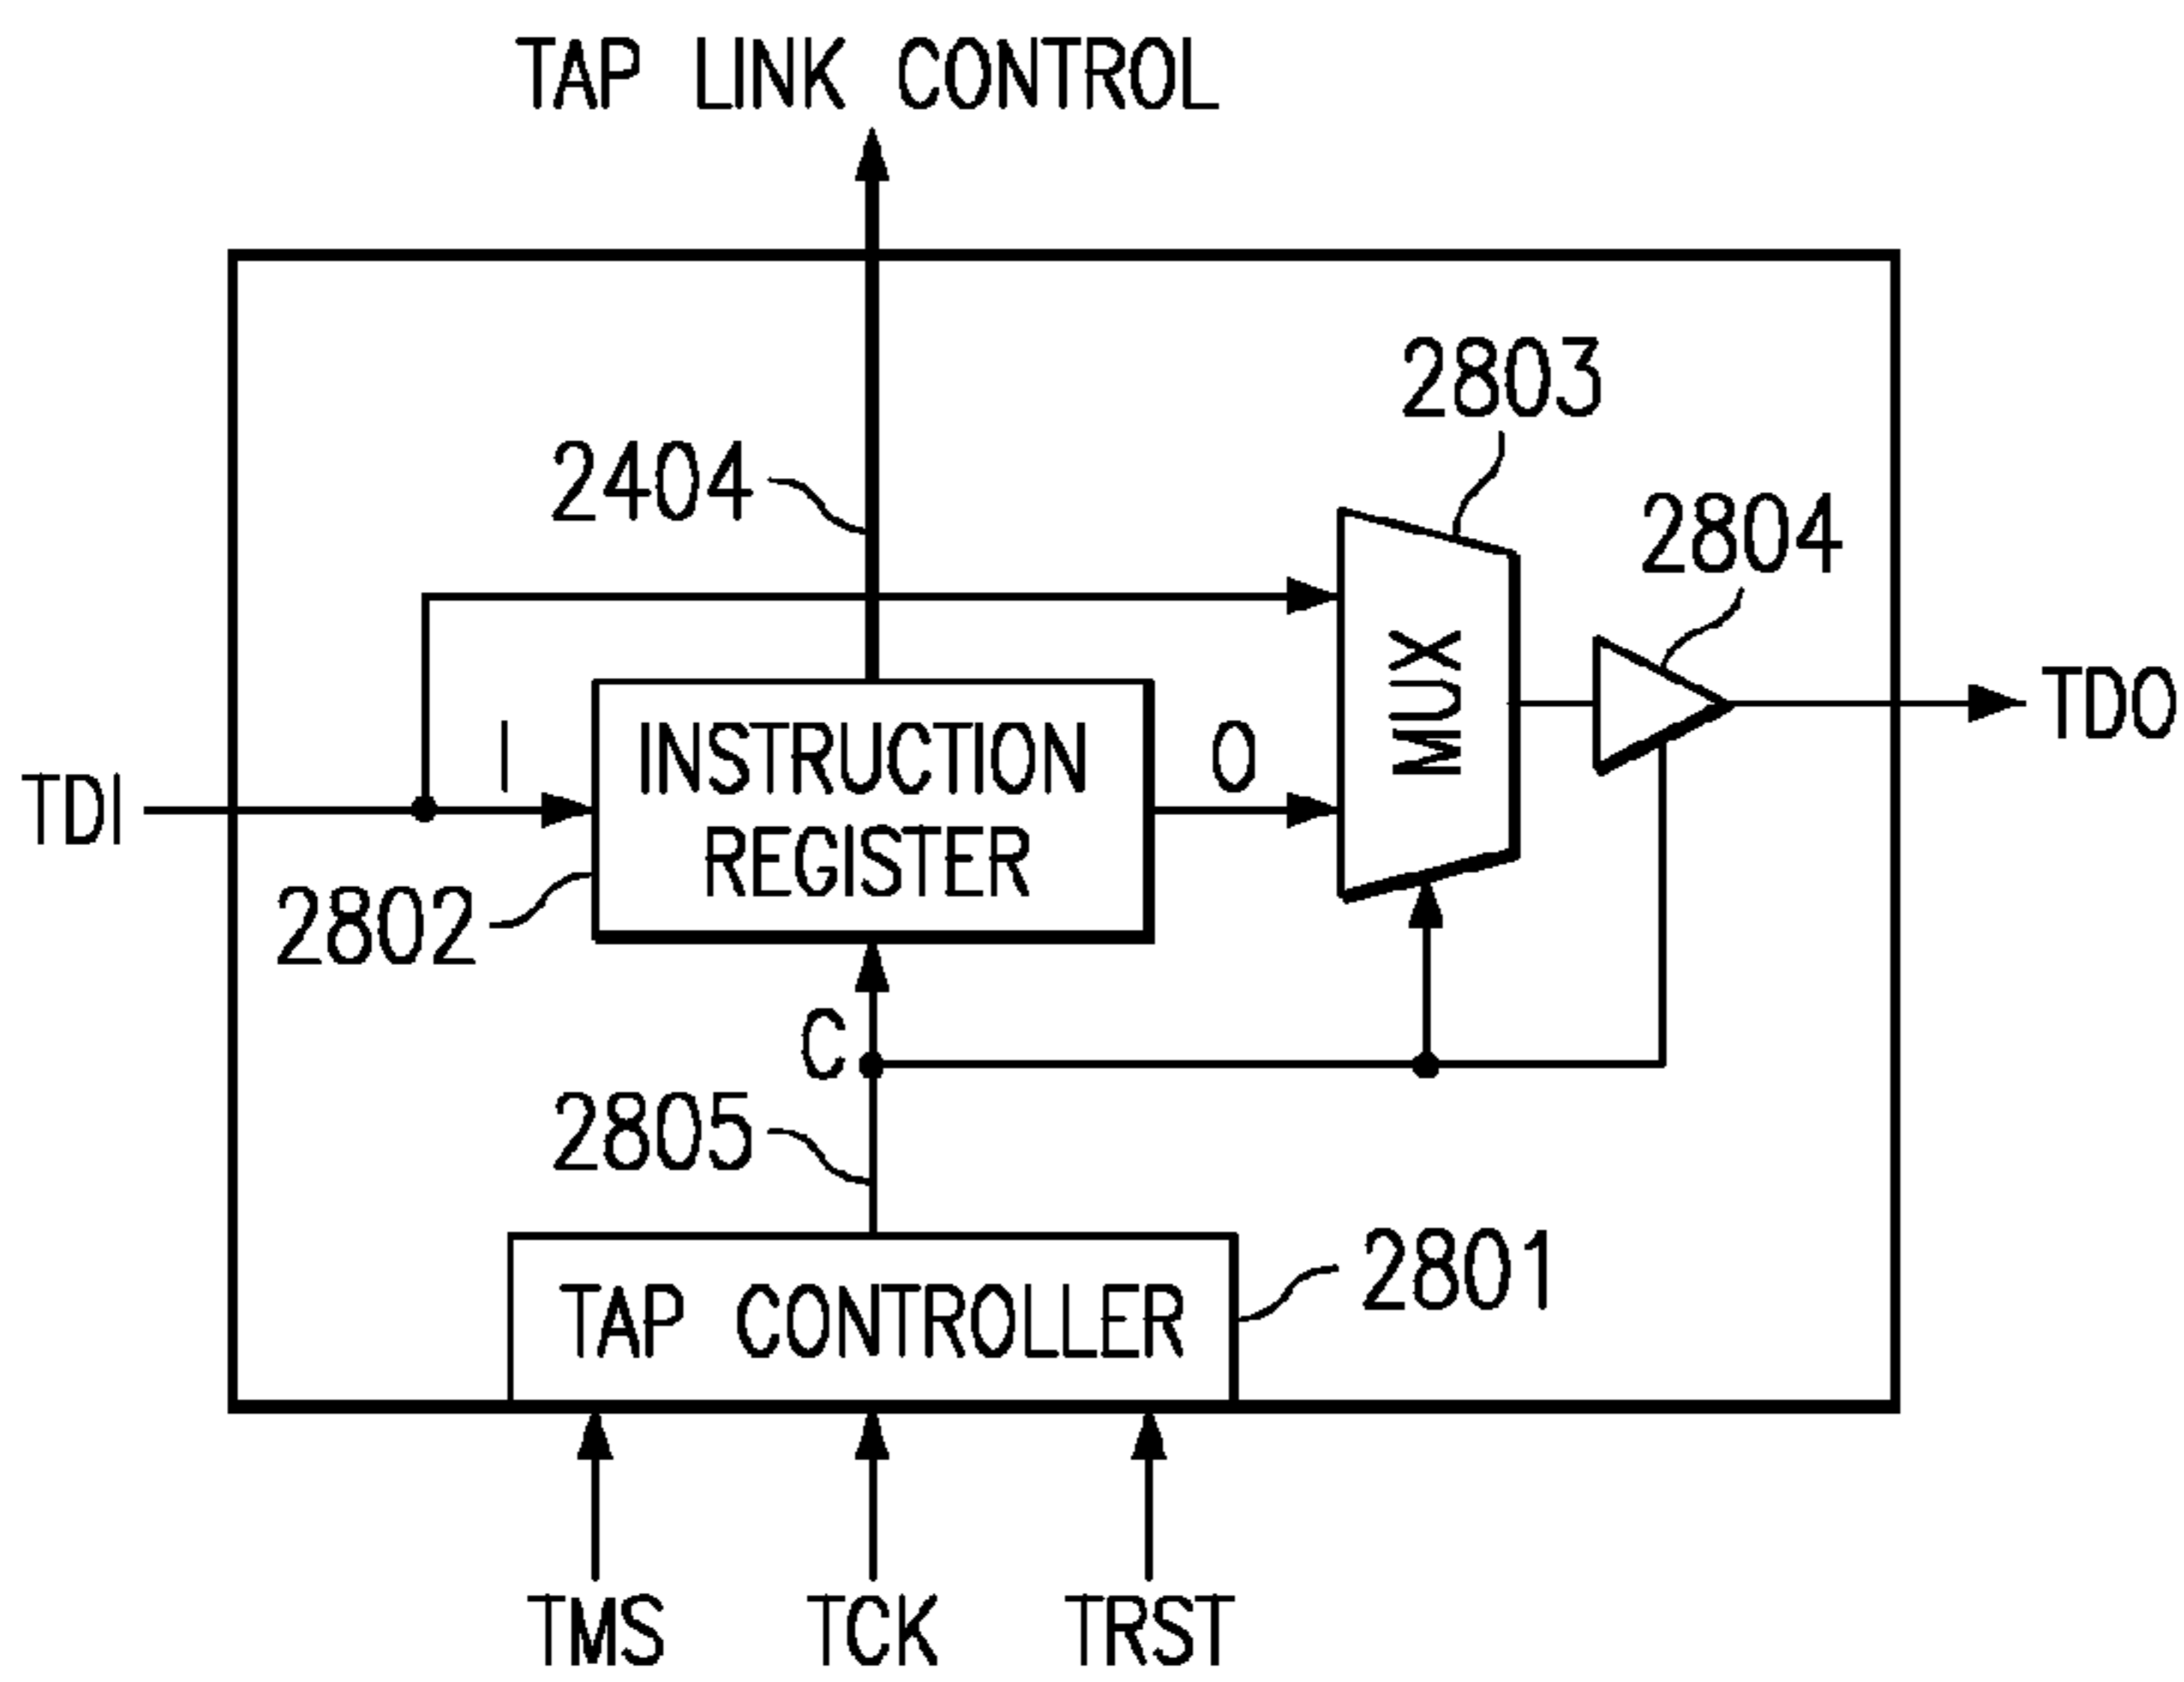 TAP LINK CONTROL
2803
2404
2804
MUX
TDO
I
INSTRUCTION
REGISTER
O
TDI
2802
C
2805
2801
TAP CONTROLLER
TMS
TCK
TRST